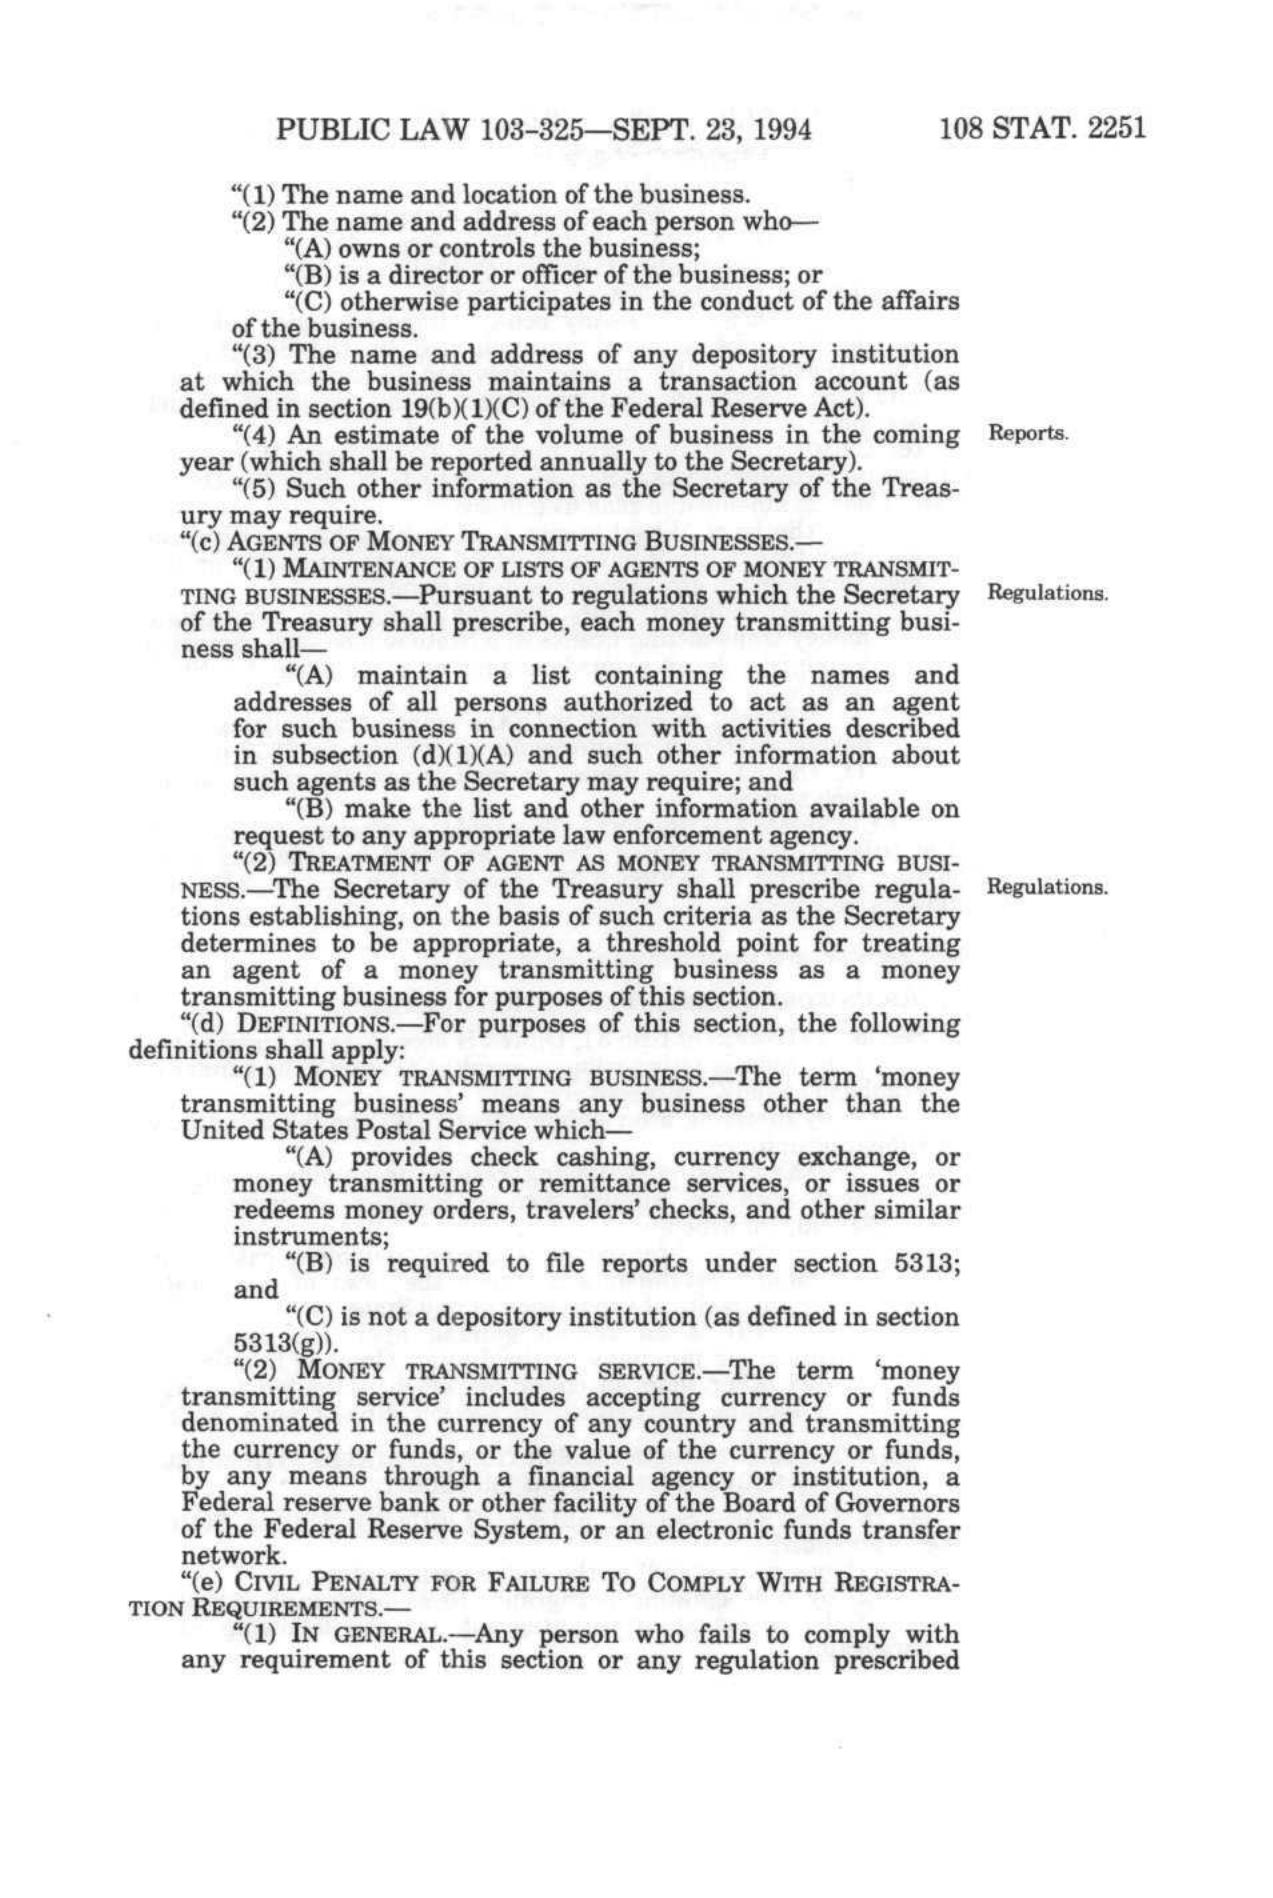 PUBLIC LAW 103–325—SEPT. 23, 1994 108 STAT. 2251
“(1) The name and location of the business.
“(2) The name and address of each person who—
“(A) owns or controls the business;
“(B) is a director or officer of the business; or
“(C) otherwise participates in the conduct of the affairs
of the business.
“(3) The name and address of any depository institution
at which the business maintains a transaction account (as
defined in section 19(b)(1)(C) of the Federal Reserve Act).
“(4) An estimate of the volume of business in the coming Reports.
year (which shall be reported annually to the Secretary).
“(5) Such other information as the Secretary of the Treas-
ury may require.
“(c) AGENTS OF MONEY TRANSMITTING BUSINESSES.—
“(1) MAINTENANCE OF LISTS OF AGENTS OF MONEY TRANSMIT-
TING BUSINESSES.—Pursuant to regulations which the Secretary Regulations.
of the Treasury shall prescribe, each money transmitting busi-
ness shall—
“(A) maintain a list containing the names and
addresses of all persons authorized to act as an agent
for such business in connection with activities described
in subsection (d)(1)(A) and such other information about
such agents as the Secretary may require; and
“(B) make the list and other information available on
request to any appropriate law enforcement agency.
“(2) TREATMENT OF AGENT AS MONEY TRANSMITTING BUSI-
NESS.—The Secretary of the Treasury shall prescribe regula- Regulations.
tions establishing, on the basis of such criteria as the Secretary
determines to be appropriate, a threshold point for treating
an agent of a money transmitting business as a money
transmitting business for purposes of this section.
“(d) DEFINITIONS.—For purposes of this section, the following
definitions shall apply:
“(1) MONEY TRANSMITTING BUSINESS.—The term ‘money
transmitting business’ means any business other than the
United States Postal Service which—
“(A) provides check cashing, currency exchange, or
money transmitting or remittance services, or issues or
redeems money orders, travelers’ checks, and other similar
instruments;
“(B) is required to file reports under section 5313;
and
“(C) is not a depository institution (as defined in section
5313(g)).
“(2) MONEY TRANSMITTING SERVICE.—The term ‘money
transmitting service’ includes accepting currency or funds
denominated in the currency of any country and transmitting
the currency or funds, or the value of the currency or funds,
by any means through a financial agency or institution, a
Federal reserve bank or other facility of the Board of Governors
of the Federal Reserve System, or an electronic funds transfer
network.
“(e) CIVIL PENALTY FOR FAILURE TO COMPLY WITH REGISTRA-
TION REQUIREMENTS.—
“(1) IN GENERAL.—Any person who fails to comply with
any requirement of this section or any regulation prescribed